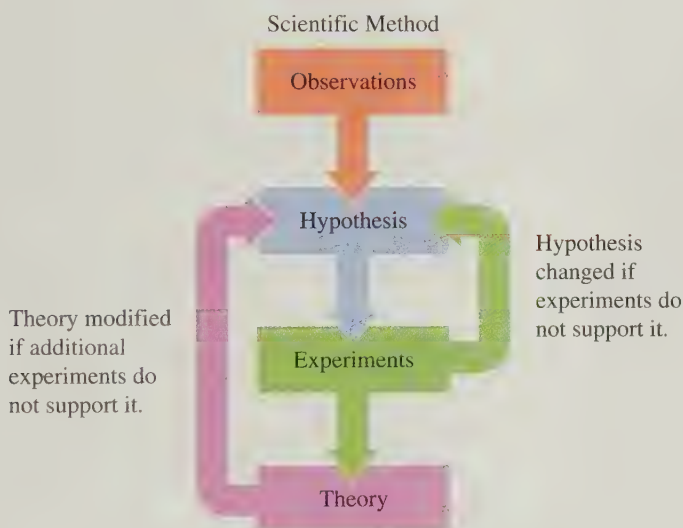 Scientific Method
Observations
Hypothesis
Hypothesis
changed if
experiments do
not support it.
Theory modified
if additional
experiments do
not support it.
Experiments
Theory